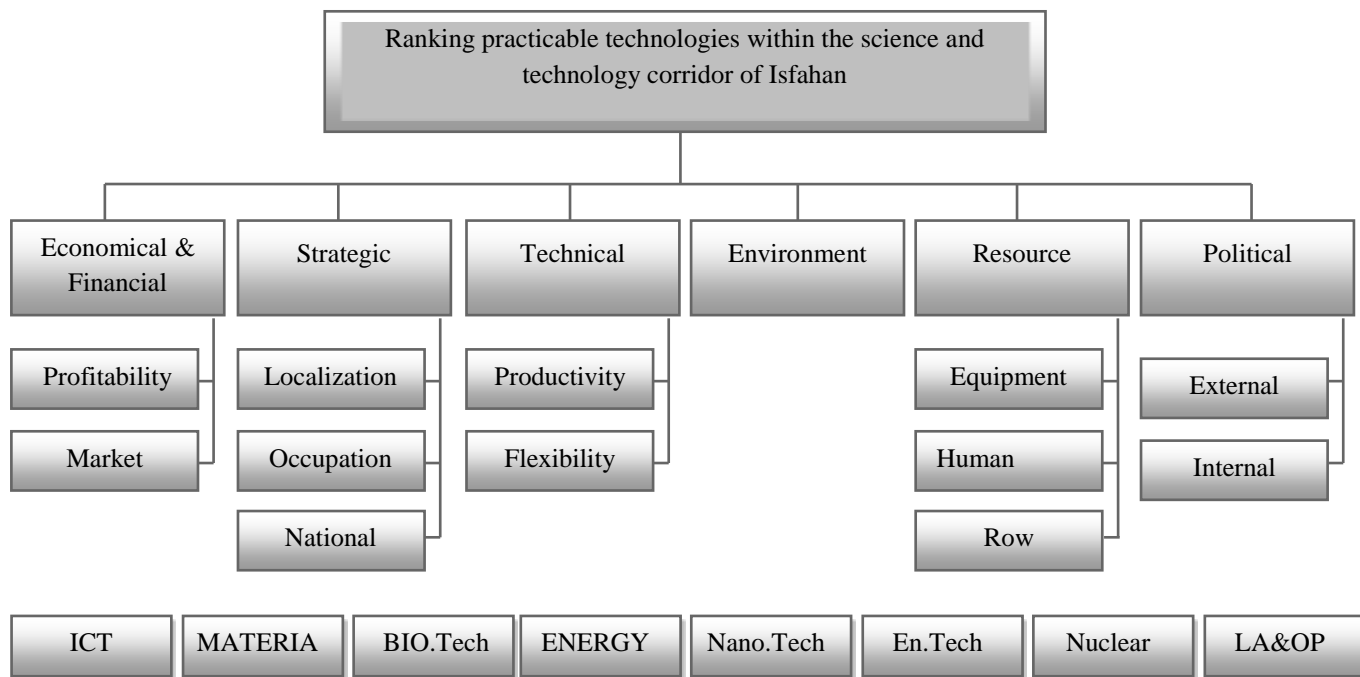 Ranking practicable technologies within the science and
technology corridor of Isfahan
Economical &
Financial
Strategic
Technical
Environment
Resource
Political
Profitability
Market
Localization
Occupation
National
Productivity
Flexibility
Equipment
Human
Row
External
Internal
ICT
MATERIA
BIO.Tech
ENERGY
Nano.Tech
En.Tech
Nuclear
LA&OP